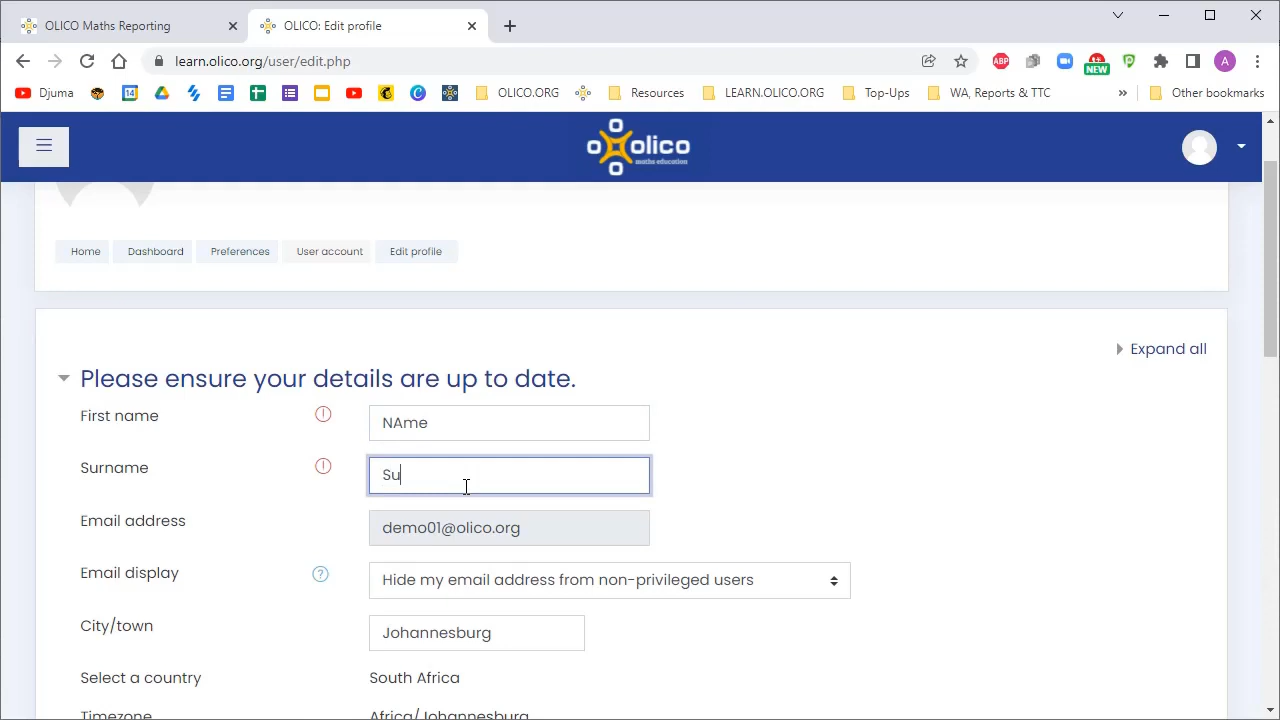 OLICO Maths Reporting
OLICO: Edit profile
learn.olico.org/user/edit.php
ABP
NEW
A
Djuma
14
OLICO.ORG
Resources
LEARN.OLICO.ORG
Top-Ups
WA, Reports & TTC
»
Other bookmarks
olico
maths education
Home
Dashboard
Preferences
User account
Edit profile
Expand all
Please ensure your details are up to date.
First name
NAme
Surname
Su
Email address
demo01@olico.org
Email display
Hide my email address from non-privileged users
City/town
Johannesburg
Select a country
South Africa
Timezone
Africa/Johannesburg